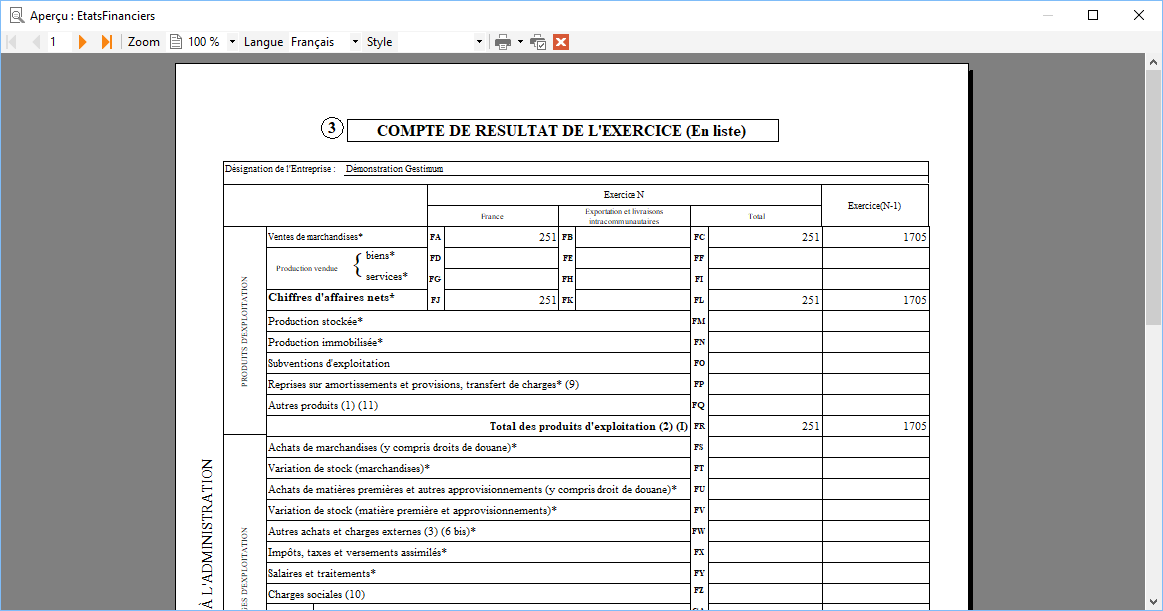 Aperçu : EtatsFinanciers
1 Zoom 100 % Langue Français Style
3 COMPTE DE RESULTAT DE L'EXERCICE (En liste)
Désignation de l'Entreprise : Démonstration Gestimum
Exercice N
Exercice(N-1)
France Exportation et livraisons intracommunautaires Total
PRODUITS D'EXPLOITATION
Ventes de marchandises* FA 251 FB FC 251 1705
Production vendue { biens* FD FE FF
services* FG FH FI
Chiffres d'affaires nets* FJ 251 FK FL 251 1705
Production stockée* FM
Production immobilisée* FN
Subventions d'exploitation FO
Reprises sur amortissements et provisions, transfert de charges* (9) FP
Autres produits (1) (11) FQ
Total des produits d'exploitation (2) (I) FR 251 1705
Achats de marchandises (y compris droits de douane)* FS
Variation de stock (marchandises)* FT
Achats de matières premières et autres approvisionnements (y compris droit de douane)* FU
Variation de stock (matière première et approvisionnements)* FV
Autres achats et charges externes (3) (6 bis)* FW
Impôts, taxes et versements assimilés* FX
Salaires et traitements* FY
Charges sociales (10) FZ
À L'ADMINISTRATION
GES D'EXPLOITATION